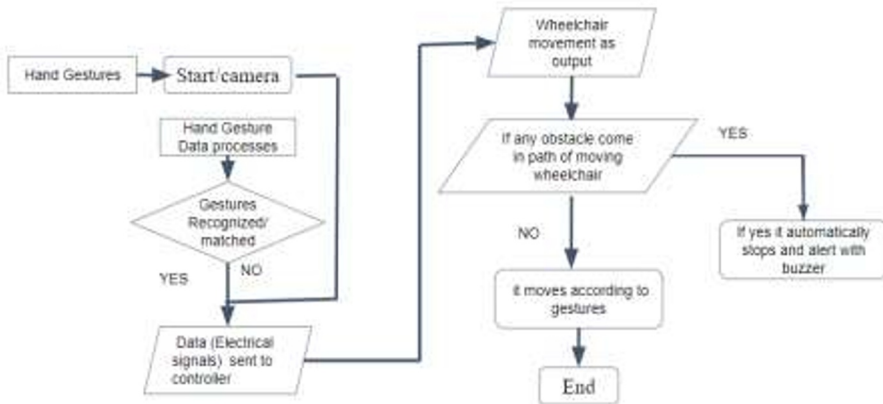 Hand Gestures
Start/camera
Hand Gesture
Data processes
Gestures
Recognized/
matched
YES
NO
Data (Electrical
signals) sent to
controller
Wheelchair
movement as
output
If any obstacle come
in path of moving
wheelchair
YES
NO
If yes it automatically
stops and alert with
buzzer
it moves according to
gestures
End